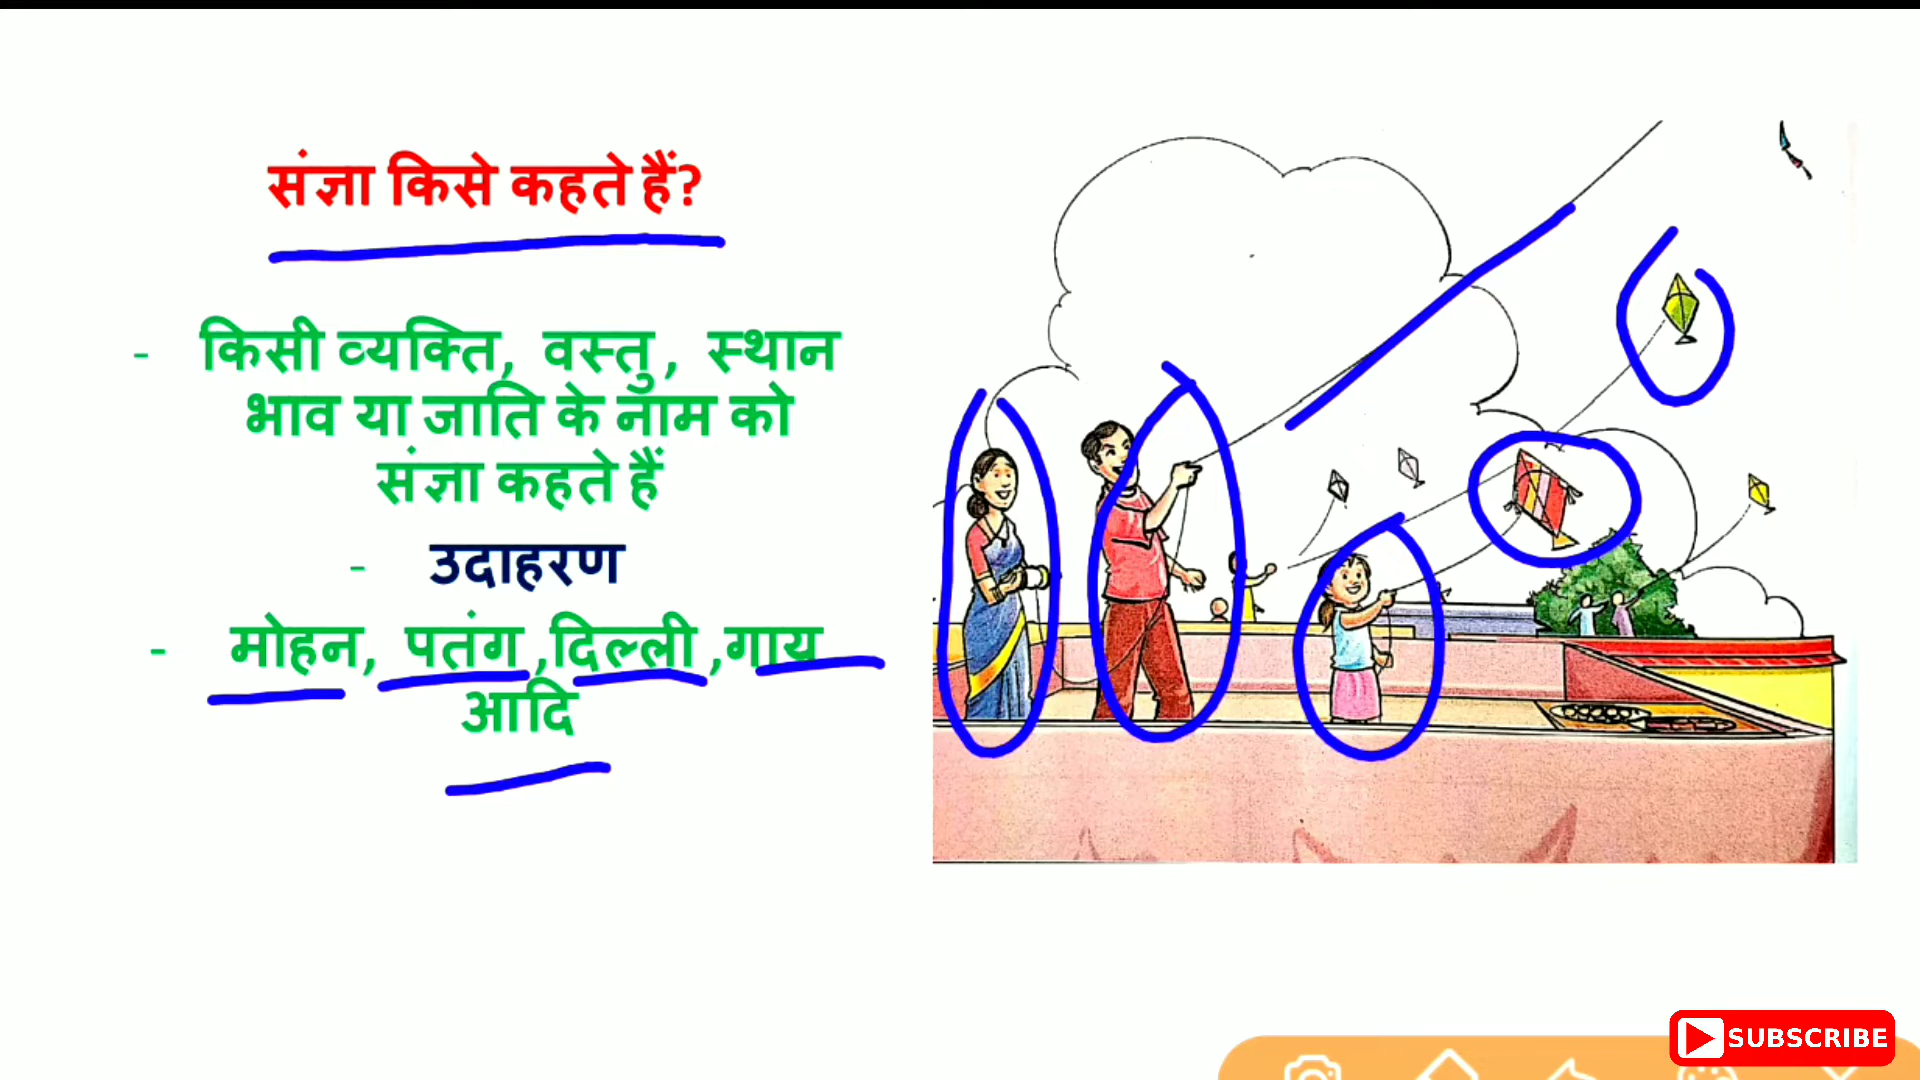 संज्ञा किसे कहते हैं?
- किसी व्यक्ति, वस्तु, स्थान
भाव या जाति के नाम को
संज्ञा कहते हैं
- उदाहरण
- मोहन, पतंग ,दिल्ली ,गाय
आदि
SUBSCRIBE